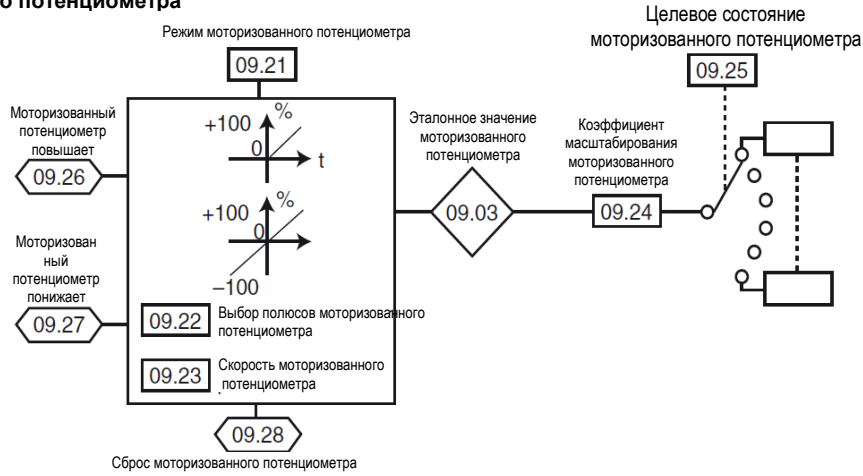 о потенциометра
Целевое состояние
моторизованного потенциометра
09.25
Режим моторизованного потенциометра
09.21
Моторизованный
потенциометр
повышает
09.26
+100
%
0
t
Эталонное значение
моторизованного
потенциометра
09.03
Коэффициент
масштабирования
моторизованного
потенциометра
09.24
+100
%
0
−100
Моторизован
ный
потенциометр
понижает
09.27
09.22
Выбор полюсов моторизованного
потенциометра
09.23
Скорость моторизованного
потенциометра
09.28
Сброс моторизованного потенциометра